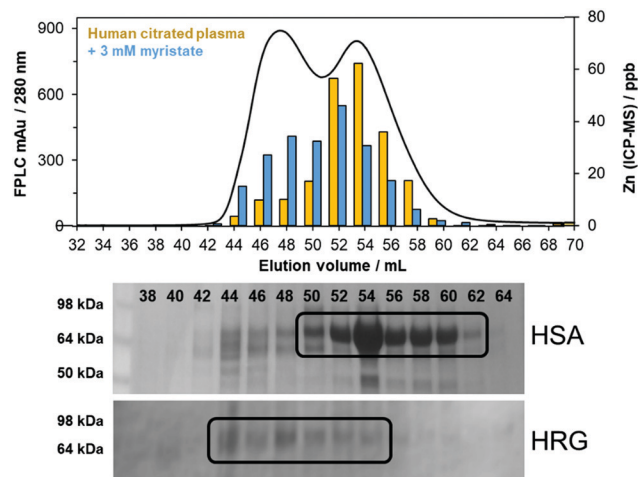 Human citrated plasma
+ 3 mM myristate
FPLC mAu / 280 nm
900
600
300
0
80
60
40
20
0
Zn (ICP-MS) / ppb
32 34 36 38 40 42 44 46 48 50 52 54 56 58 60 62 64 66 68 70
Elution volume / mL
38 40 42 44 46 48 50 52 54 56 58 60 62 64
98 kDa
64 kDa
50 kDa
HSA
98 kDa
64 kDa
HRG